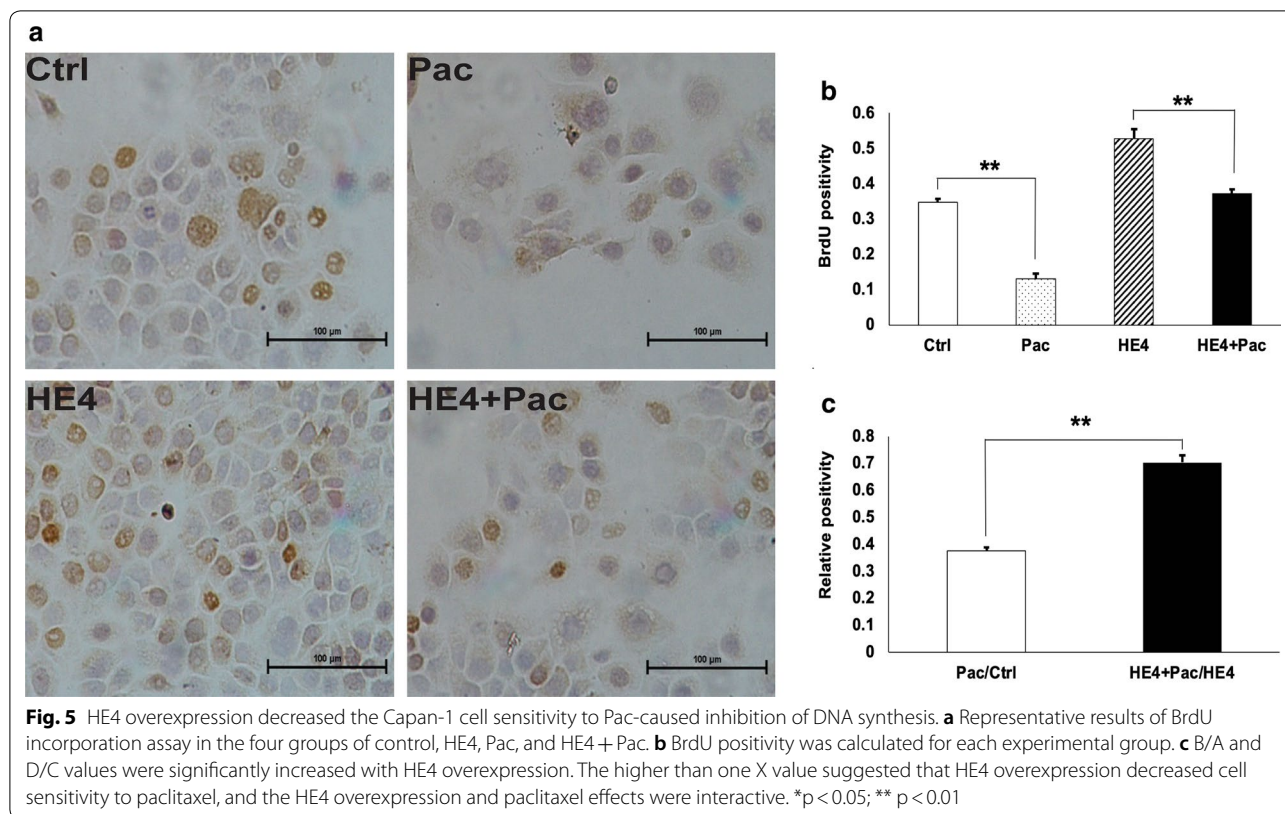 a
Ctrl
Pac
100 µm
100 µm
HE4
HE4+Pac
100 µm
100 µm
b
BrdU positivity
0.6
0.5
0.4
0.3
0.2
0.1
0
**
**
Ctrl Pac HE4 HE4+Pac
c
Relative positivity
0.8
0.7
0.6
0.5
0.4
0.3
0.2
0.1
0
**
Pac/Ctrl HE4+Pac/HE4
Fig. 5 HE4 overexpression decreased the Capan-1 cell sensitivity to Pac-caused inhibition of DNA synthesis. a Representative results of BrdU
incorporation assay in the four groups of control, HE4, Pac, and HE4 + Pac. b BrdU positivity was calculated for each experimental group. c B/A and
D/C values were significantly increased with HE4 overexpression. The higher than one X value suggested that HE4 overexpression decreased cell
sensitivity to paclitaxel, and the HE4 overexpression and paclitaxel effects were interactive. *p < 0.05; ** p < 0.01